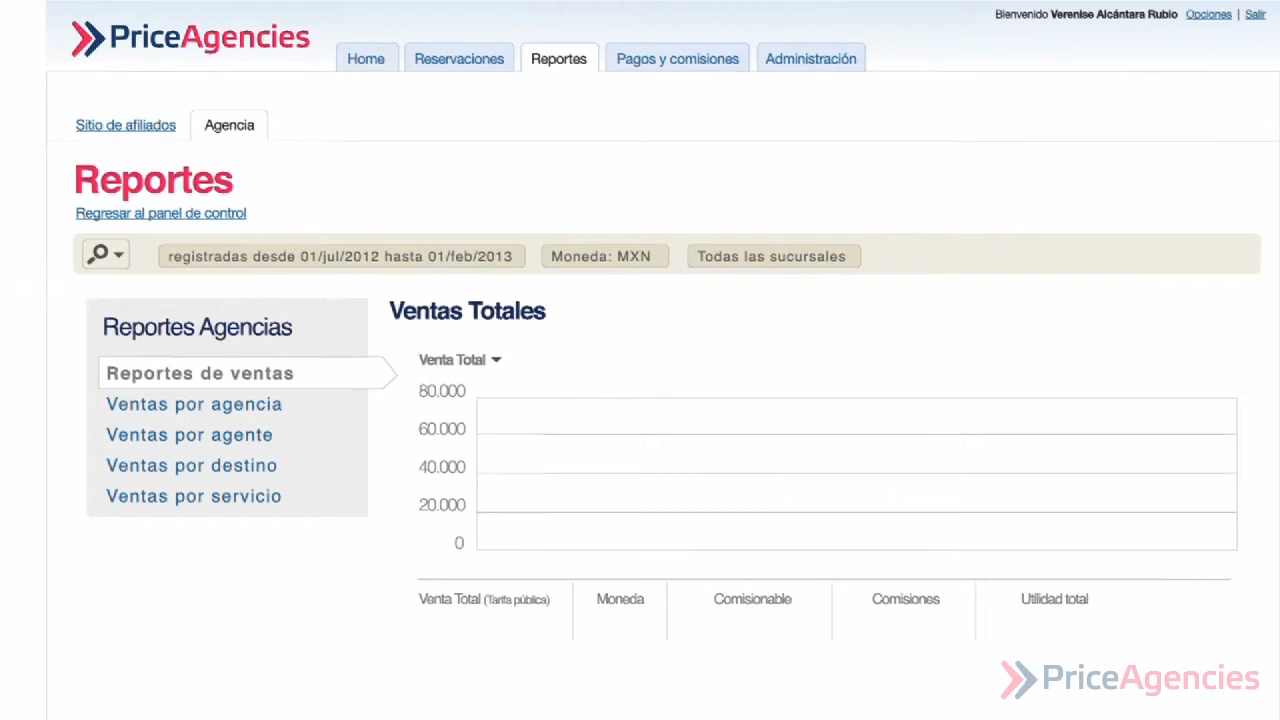 Bienvenido Verenise Alcántara Rubio Opciones | Salir
PriceAgencies
Home Reservaciones Reportes Pagos y comisiones Administración
Sitio de afiliados Agencia
Reportes
Regresar al panel de control
registradas desde 01/jul/2012 hasta 01/feb/2013 Moneda: MXN Todas las sucursales
Reportes Agencias
Reportes de ventas
Ventas por agencia
Ventas por agente
Ventas por destino
Ventas por servicio
Ventas Totales
Venta Total
80.000
60.000
40.000
20.000
0
Venta Total (Tarifa pública) Moneda Comisionable Comisiones Utilidad total
PriceAgencies